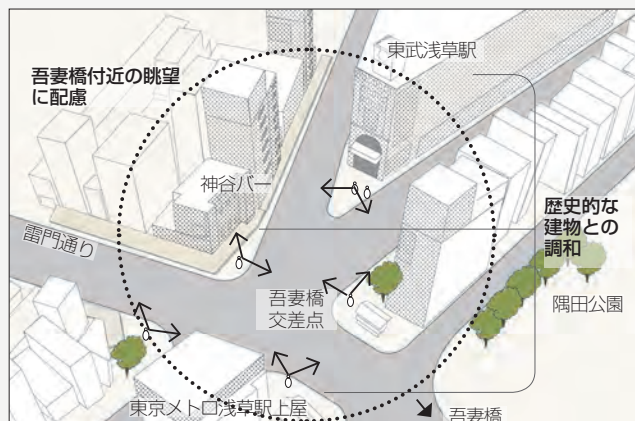 東武浅草駅
吾妻橋付近の眺望
に配慮
神谷バー
歴史的な
建物との
調和
雷門通り
吾妻橋
交差点
隅田公園
東京メトロ浅草駅上屋
吾妻橋